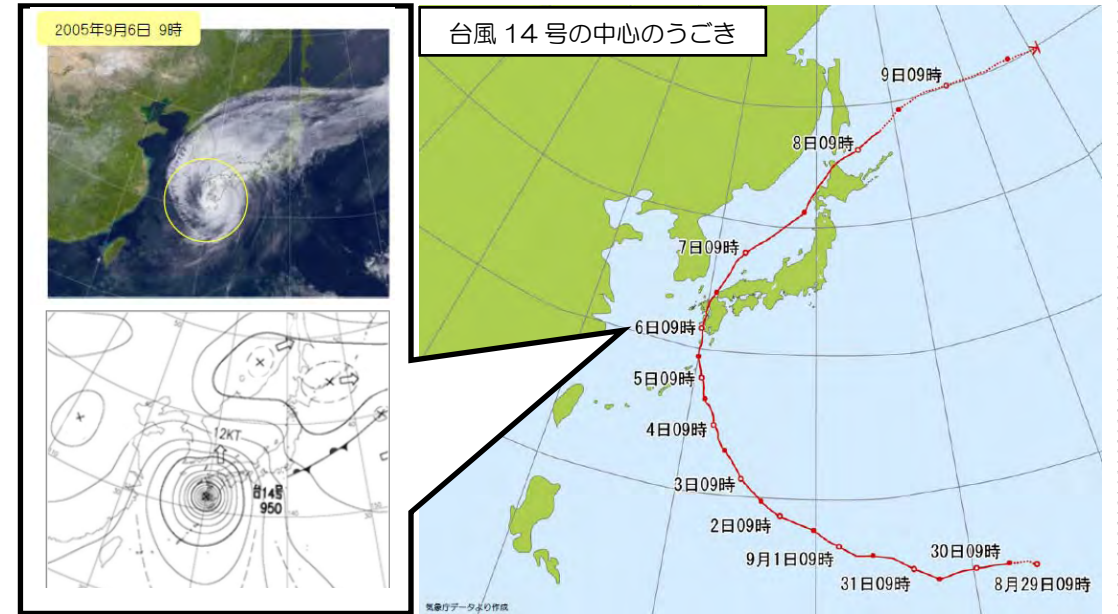 2005年9月6日 9時
台風 14 号の中心のうごき
9日09時
8日09時
7日09時
6日09時
5日09時
4日09時
3日09時
2日09時
9月1日09時
31日09時
30日09時
8月29日09時
12KT
台14号
950
気象庁データより作成